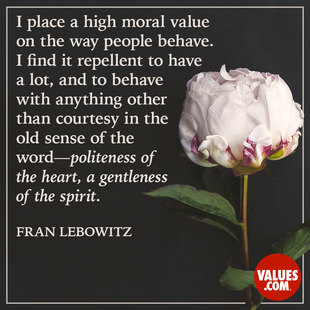 I place a high moral value
on the way people behave.
I find it repellent to have
a lot, and to behave
with anything other
than courtesy in the
old sense of the
word—politeness of
the heart, a gentleness
of the spirit.
FRAN LEBOWITZ
VALUES
.COM®